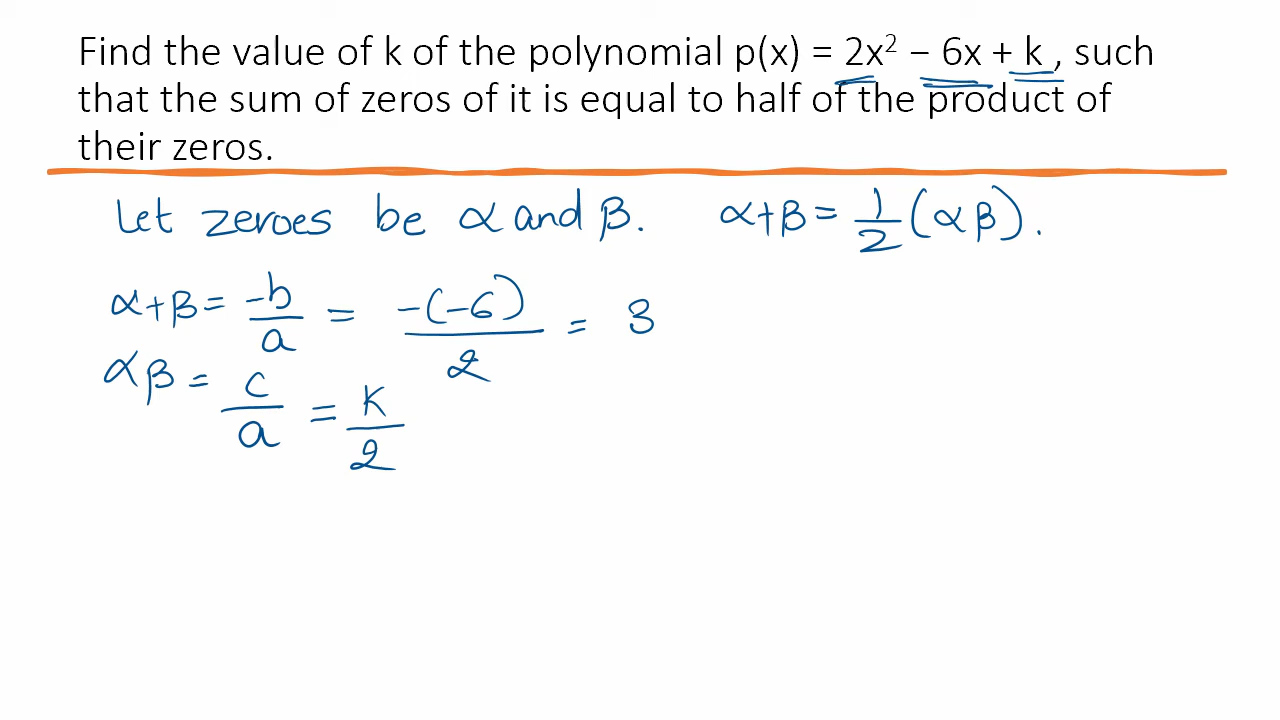 Find the value of k of the polynomial p(x) = 2x² − 6x + k , such
that the sum of zeros of it is equal to half of the product of
their zeros.
Let zeroes be α and β. α+β = 1/2 (αβ).
α+β = -b/a = -(-6)/2 = 3
αβ = c/a = K/2